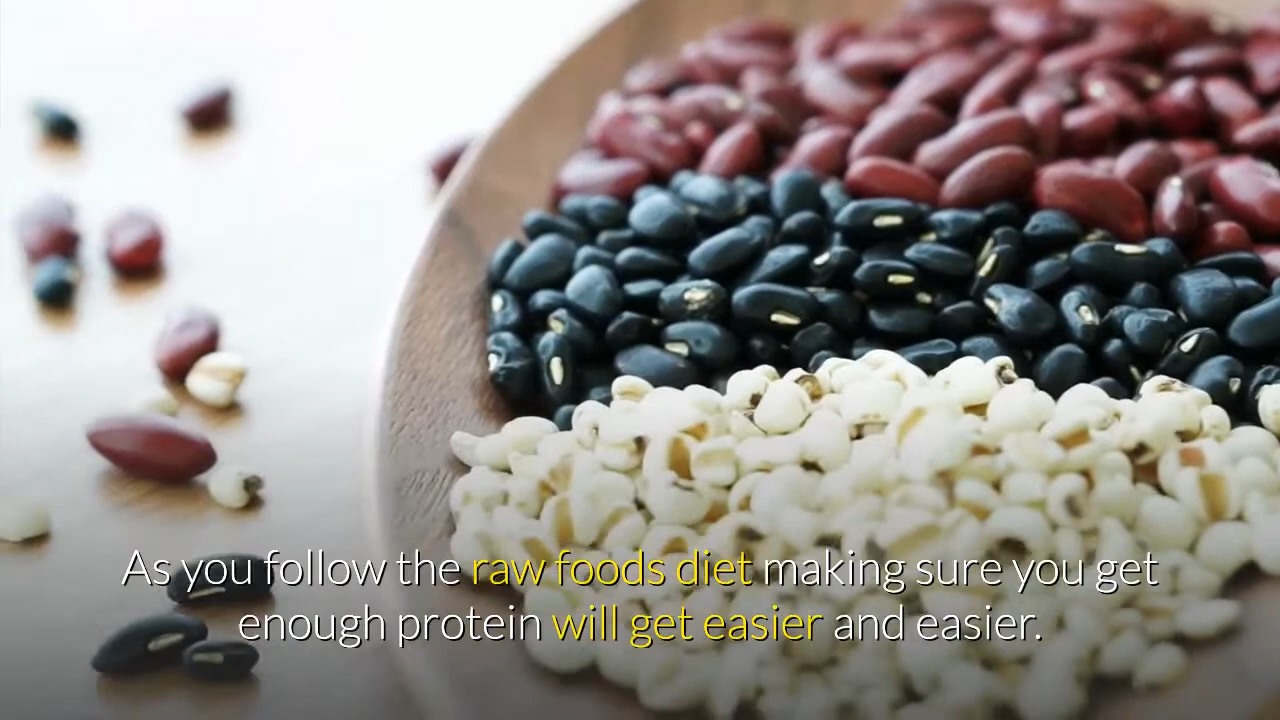 As you follow the raw foods diet making sure you get
enough protein will get easier and easier.